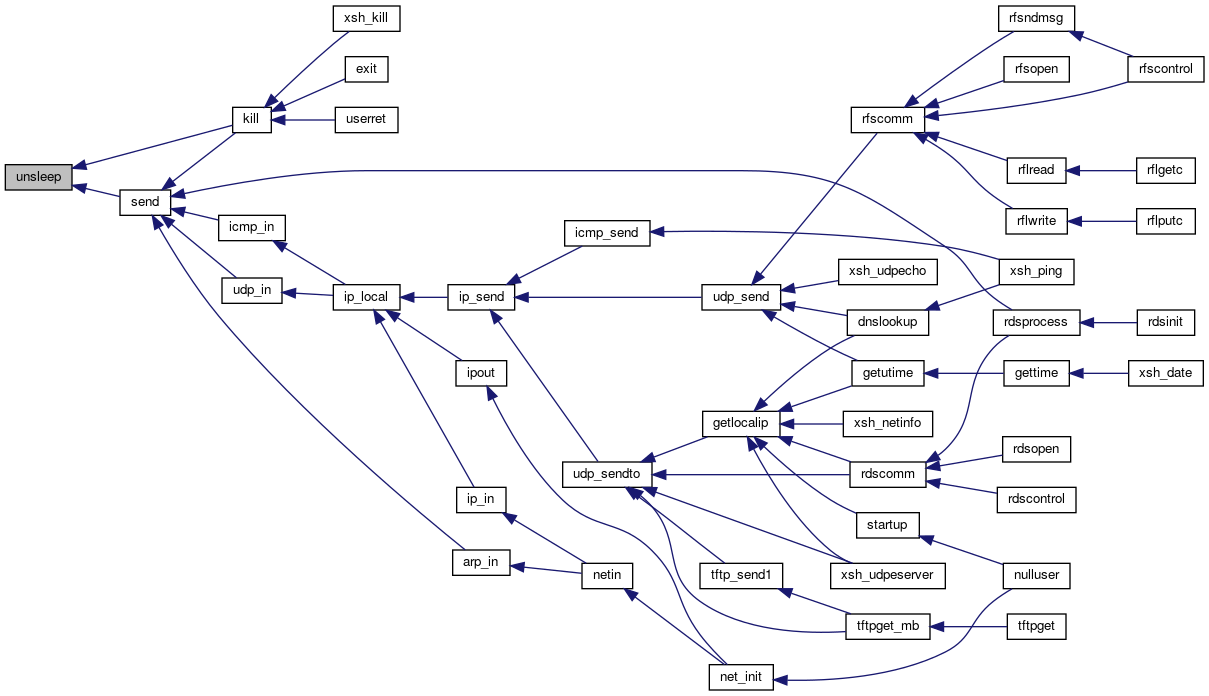 xsh_kill
rfsndmsg
exit
rfsopen
rfscontrol
kill
userret
rfscomm
unsleep
rflread
rflgetc
send
icmp_in
icmp_send
rflwrite
rflputc
xsh_udpecho
xsh_ping
udp_in
ip_local
ip_send
udp_send
dnslookup
rdsprocess
rdsinit
ipout
getutime
gettime
xsh_date
getlocalip
xsh_netinfo
rdsopen
udp_sendto
rdscomm
rdscontrol
ip_in
startup
arp_in
netin
tftp_send1
xsh_udpeserver
nulluser
tftpget_mb
tftpget
net_init